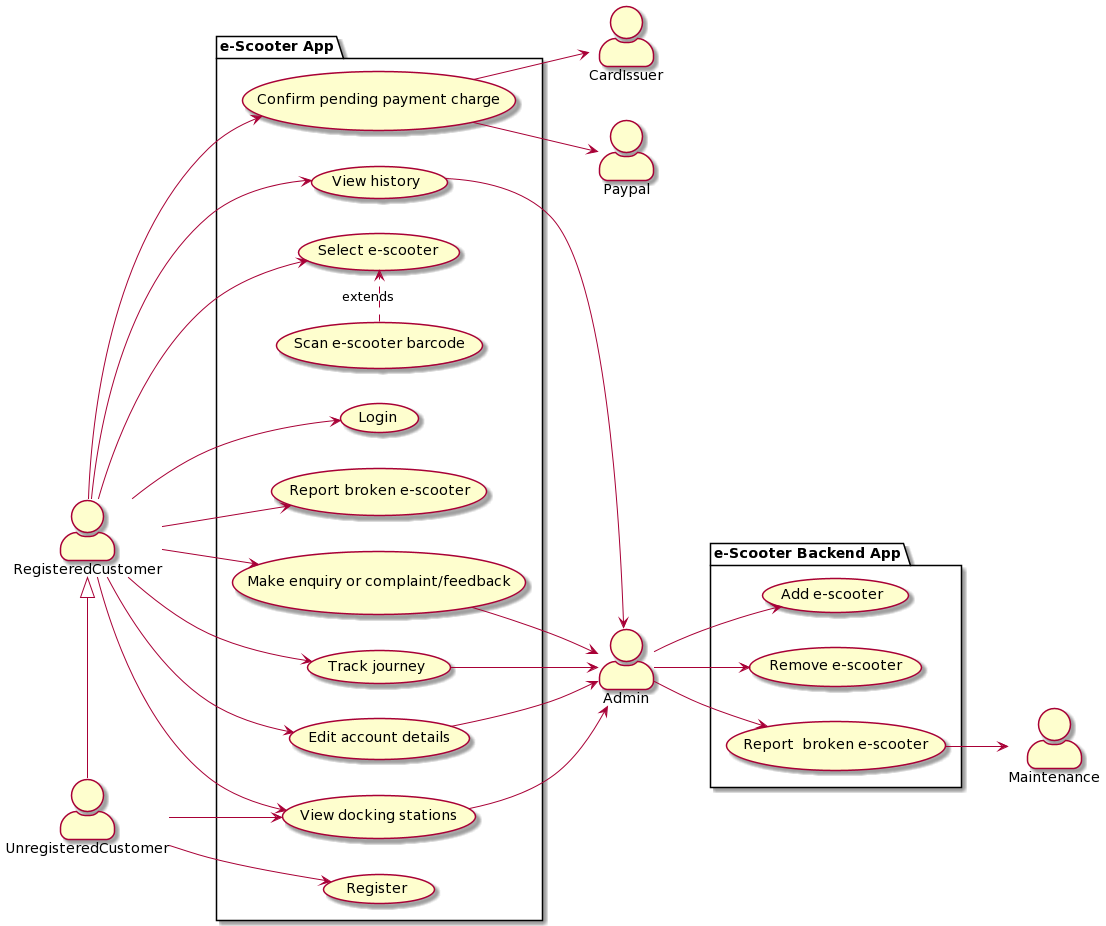 e-Scooter App
Confirm pending payment charge
View history
Select e-scooter
extends
Scan e-scooter barcode
Login
Report broken e-scooter
Make enquiry or complaint/feedback
Track journey
Edit account details
View docking stations
Register
RegisteredCustomer
UnregisteredCustomer
CardIssuer
Paypal
Admin
e-Scooter Backend App
Add e-scooter
Remove e-scooter
Report  broken e-scooter
Maintenance